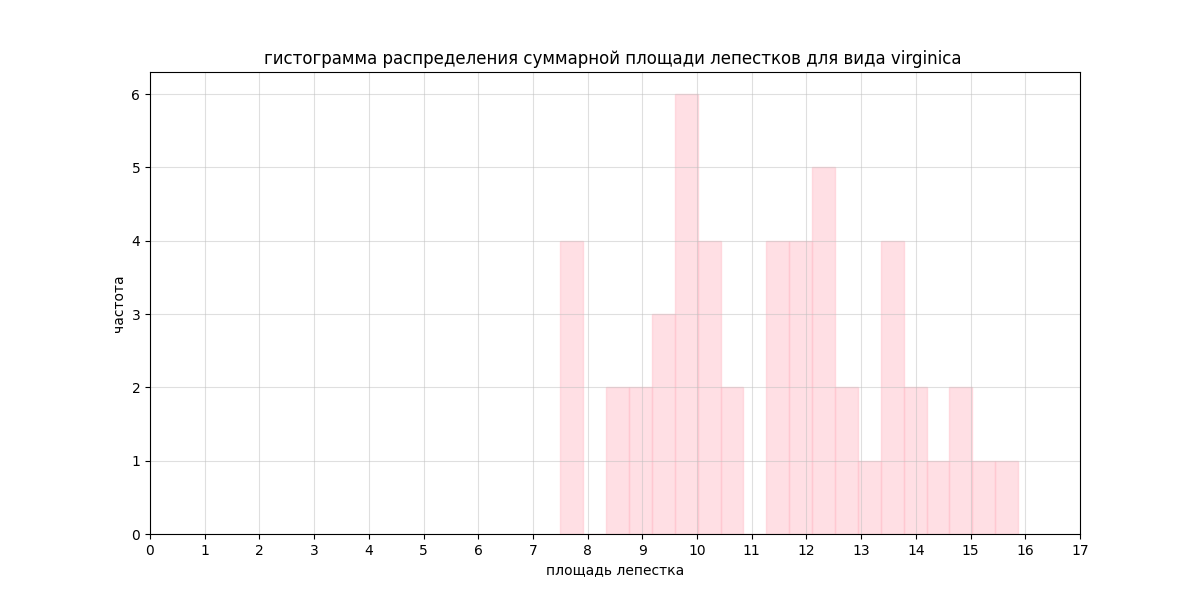 гистограмма распределения суммарной площади лепестков для вида virginica
частота
6
5
4
3
2
1
0
0 1 2 3 4 5 6 7 8 9 10 11 12 13 14 15 16 17
площадь лепестка